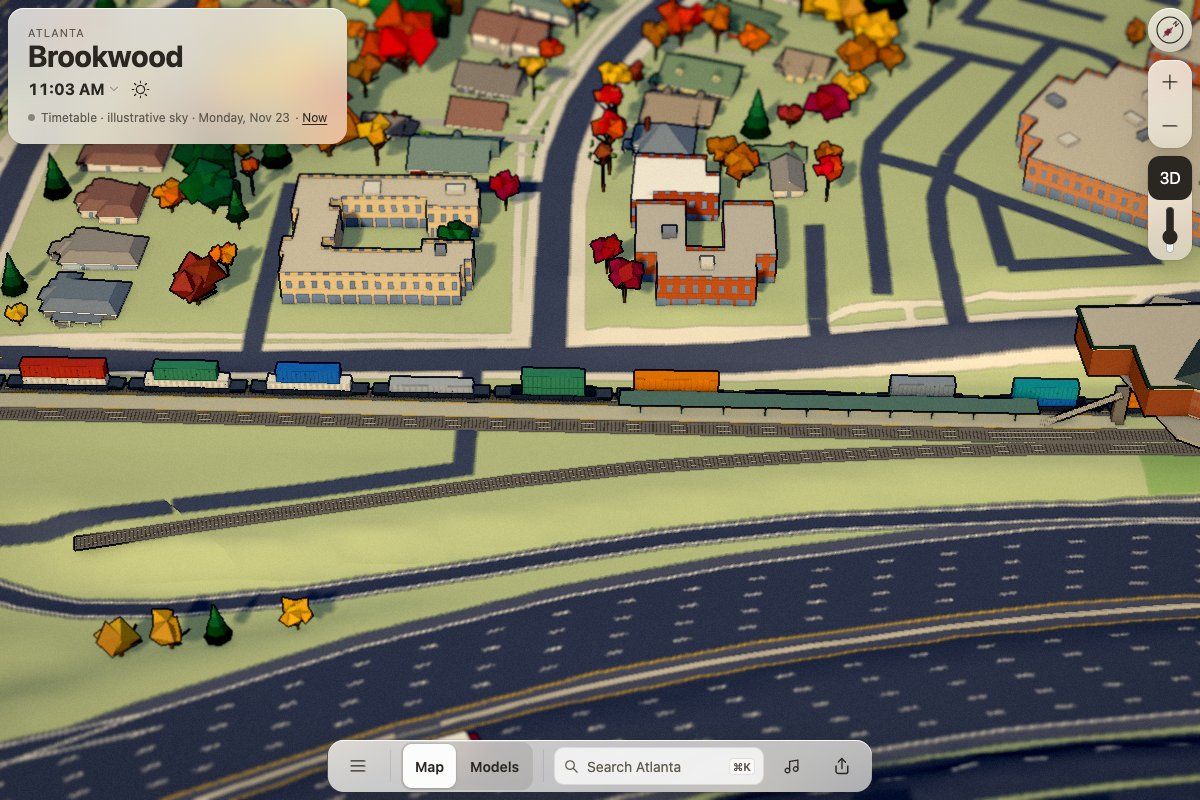 ATLANTA
Brookwood
11:03 AM
Timetable · illustrative sky · Monday, Nov 23 · Now
3D
Map
Models
Search Atlanta
⌘K